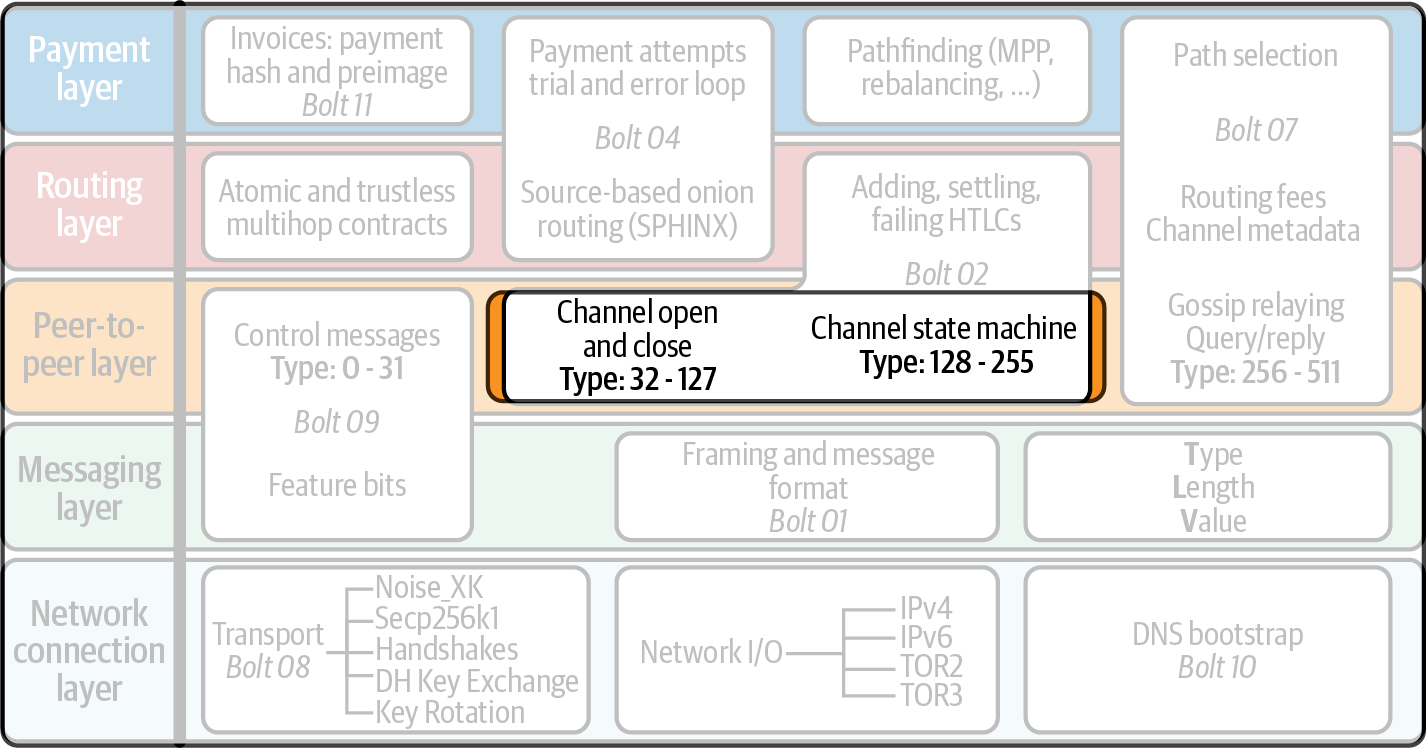 Payment
layer
Invoices: payment
hash and preimage
Bolt 11
Payment attempts
trial and error loop
Bolt 04
Source-based onion
routing (SPHINX)
Pathfinding (MPP,
rebalancing, ...)
Path selection
Bolt 07
Routing fees
Channel metadata
Gossip relaying
Query/reply
Type: 256 - 511
Routing
layer
Atomic and trustless
multihop contracts
Adding, settling,
failing HTLCs
Bolt 02
Peer-to-
peer layer
Control messages
Type: 0 - 31
Bolt 09
Feature bits
Channel open
and close
Type: 32 - 127
Channel state machine
Type: 128 - 255
Messaging
layer
Framing and message
format
Bolt 01
Type
Length
Value
Network
connection
layer
Transport
Bolt 08
Noise_XK
Secp256k1
Handshakes
DH Key Exchange
Key Rotation
Network I/O
IPv4
IPv6
TOR2
TOR3
DNS bootstrap
Bolt 10